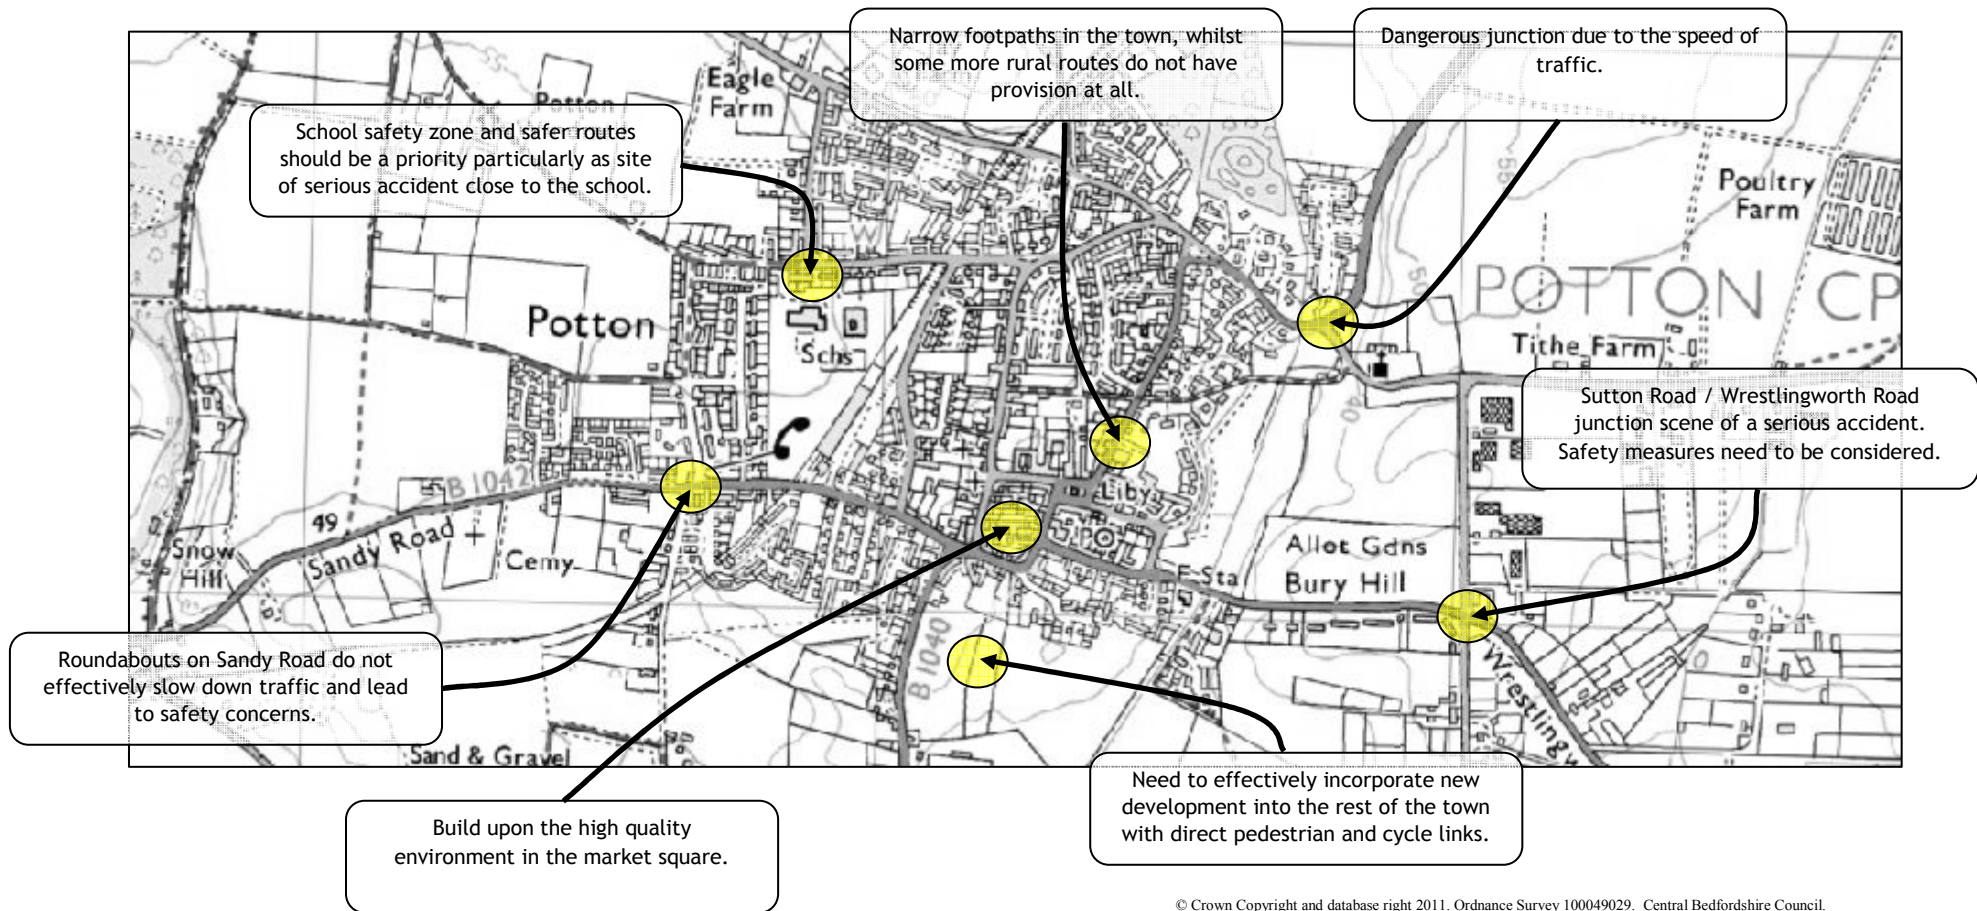 Narrow footpaths in the town, whilst
some more rural routes do not have
provision at all.
Dangerous junction due to the speed of
traffic.
School safety zone and safer routes
should be a priority particularly as site
of serious accident close to the school.
Eagle
Farm
Potton
Poultry
Farm
POTTON CP
Potton
Schs
Tithe Farm
Sutton Road / Wrestlingworth Road
junction scene of a serious accident.
Safety measures need to be considered.
B 1042
Liby
49
Sandy Road
Cemy
Snow
Hill
Allot Gdns
Bury Hill
F Sta
40
50
55
B 1040
Wrestlingw
Roundabouts on Sandy Road do not
effectively slow down traffic and lead
to safety concerns.
Sand & Gravel
Need to effectively incorporate new
development into the rest of the town
with direct pedestrian and cycle links.
Build upon the high quality
environment in the market square.
© Crown Copyright and database right 2011. Ordnance Survey 100049029. Central Bedfordshire Council.